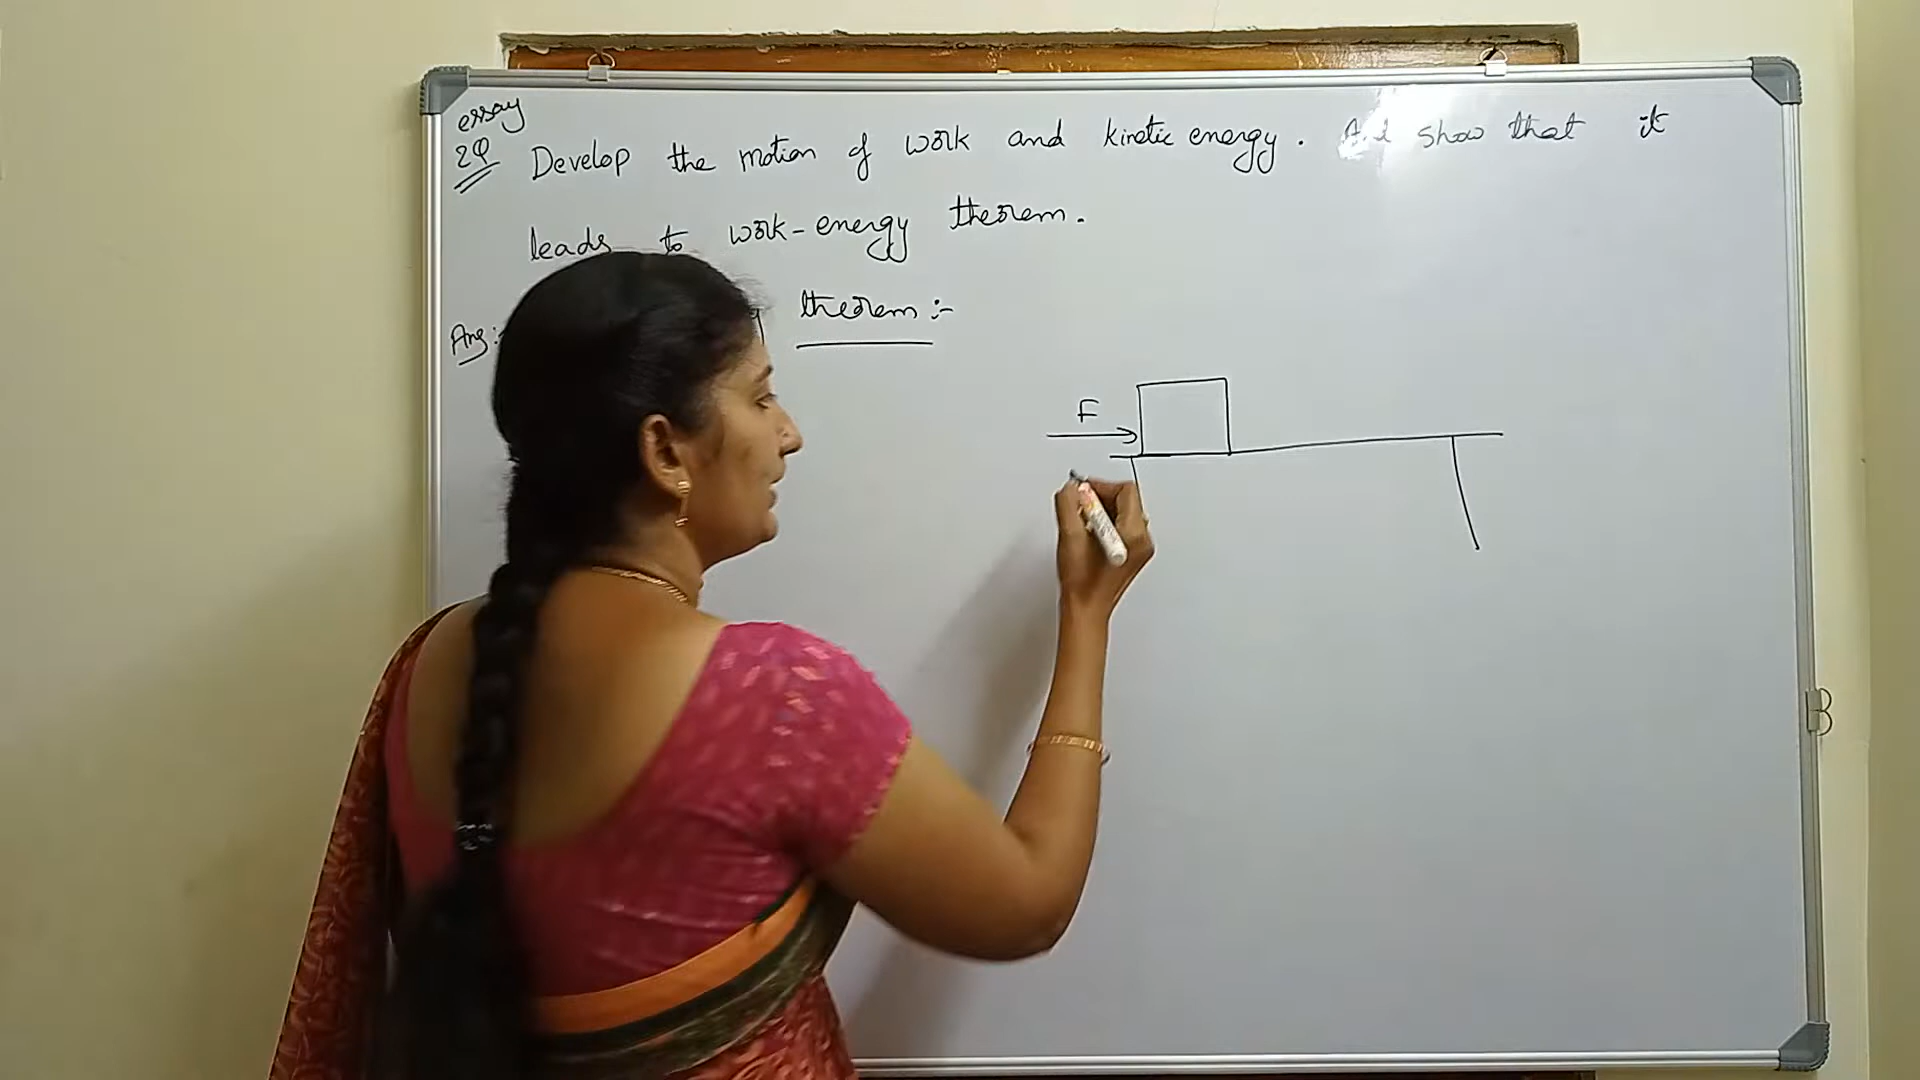 essay
2Q Develop the motion of work and kinetic energy. And show that it
leads to work-energy theorem.
Ans:- theorem :-
F